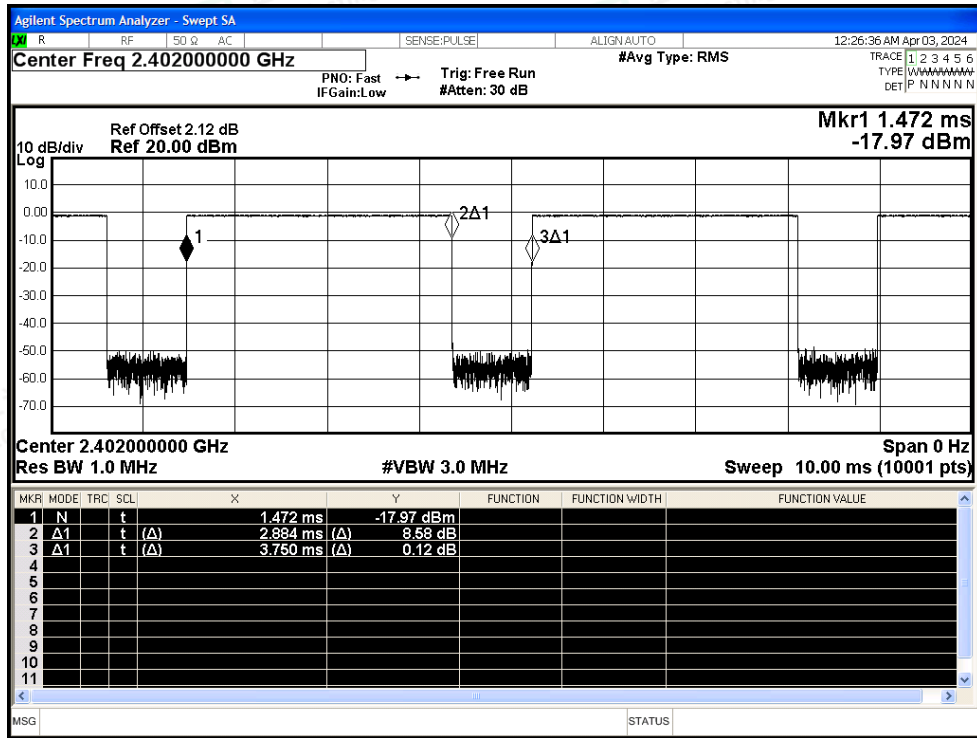 Agilent Spectrum Analyzer - Swept SA
LXI R RF 50 Ω AC SENSE:PULSE ALIGN AUTO 12:26:36 AM Apr 03, 2024
Center Freq 2.402000000 GHz
PNO: Fast
IFGain:Low
Trig: Free Run
#Atten: 30 dB
#Avg Type: RMS
TRACE 1 2 3 4 5 6
TYPE W
DET P N N N N N
Mkr1 1.472 ms
-17.97 dBm
Ref Offset 2.12 dB
10 dB/div Ref 20.00 dBm
Log
10.0
0.00
-10.0
-20.0
-30.0
-40.0
-50.0
-60.0
-70.0
1
2Δ1
3Δ1
Center 2.402000000 GHz Span 0 Hz
Res BW 1.0 MHz #VBW 3.0 MHz Sweep 10.00 ms (10001 pts)
MKR MODE TRC SCL X Y FUNCTION FUNCTION WIDTH FUNCTION VALUE
1 N t 1.472 ms -17.97 dBm
2 Δ1 t (Δ) 2.884 ms (Δ) 8.58 dB
3 Δ1 t (Δ) 3.750 ms (Δ) 0.12 dB
4
5
6
7
8
9
10
11
MSG STATUS